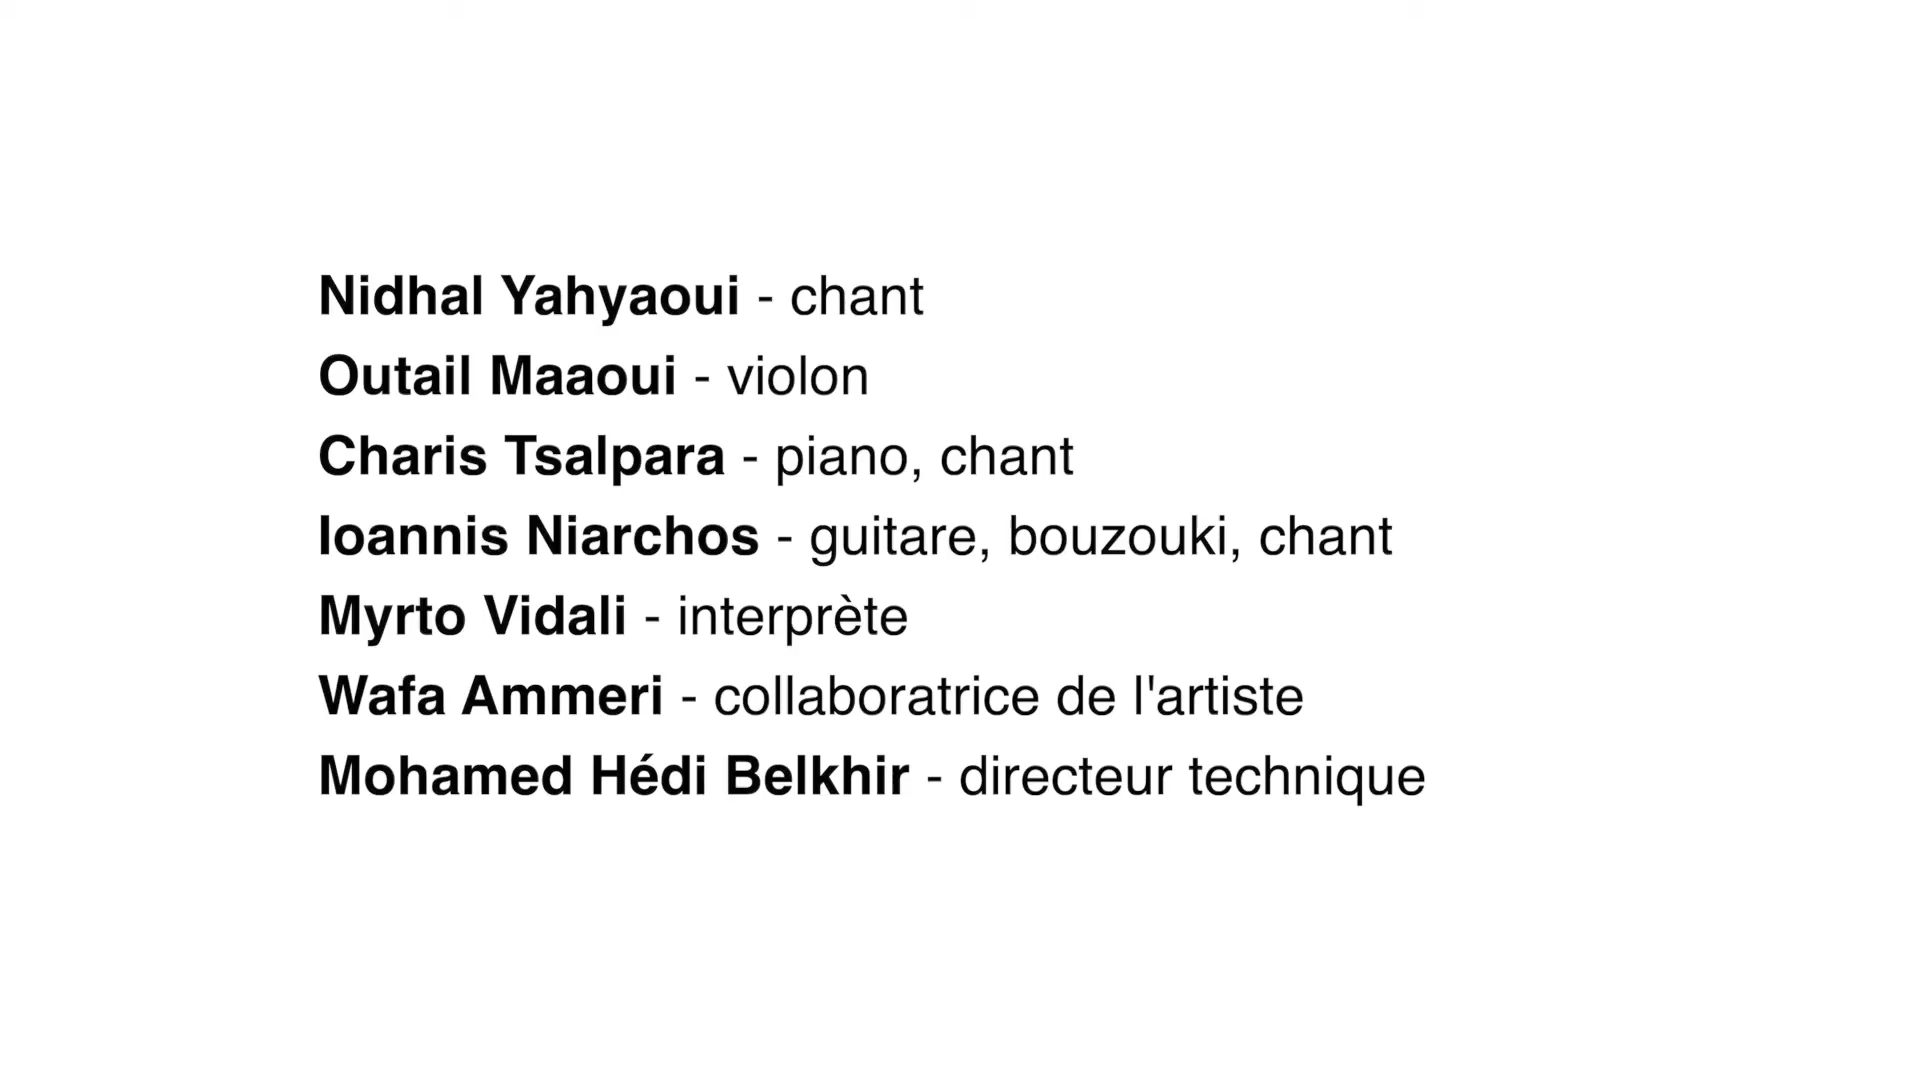 Nidhal Yahyaoui - chant
Outail Maaoui - violon
Charis Tsalpara - piano, chant
Ioannis Niarchos - guitare, bouzouki, chant
Myrto Vidali - interprète
Wafa Ammeri - collaboratrice de l'artiste
Mohamed Hédi Belkhir - directeur technique